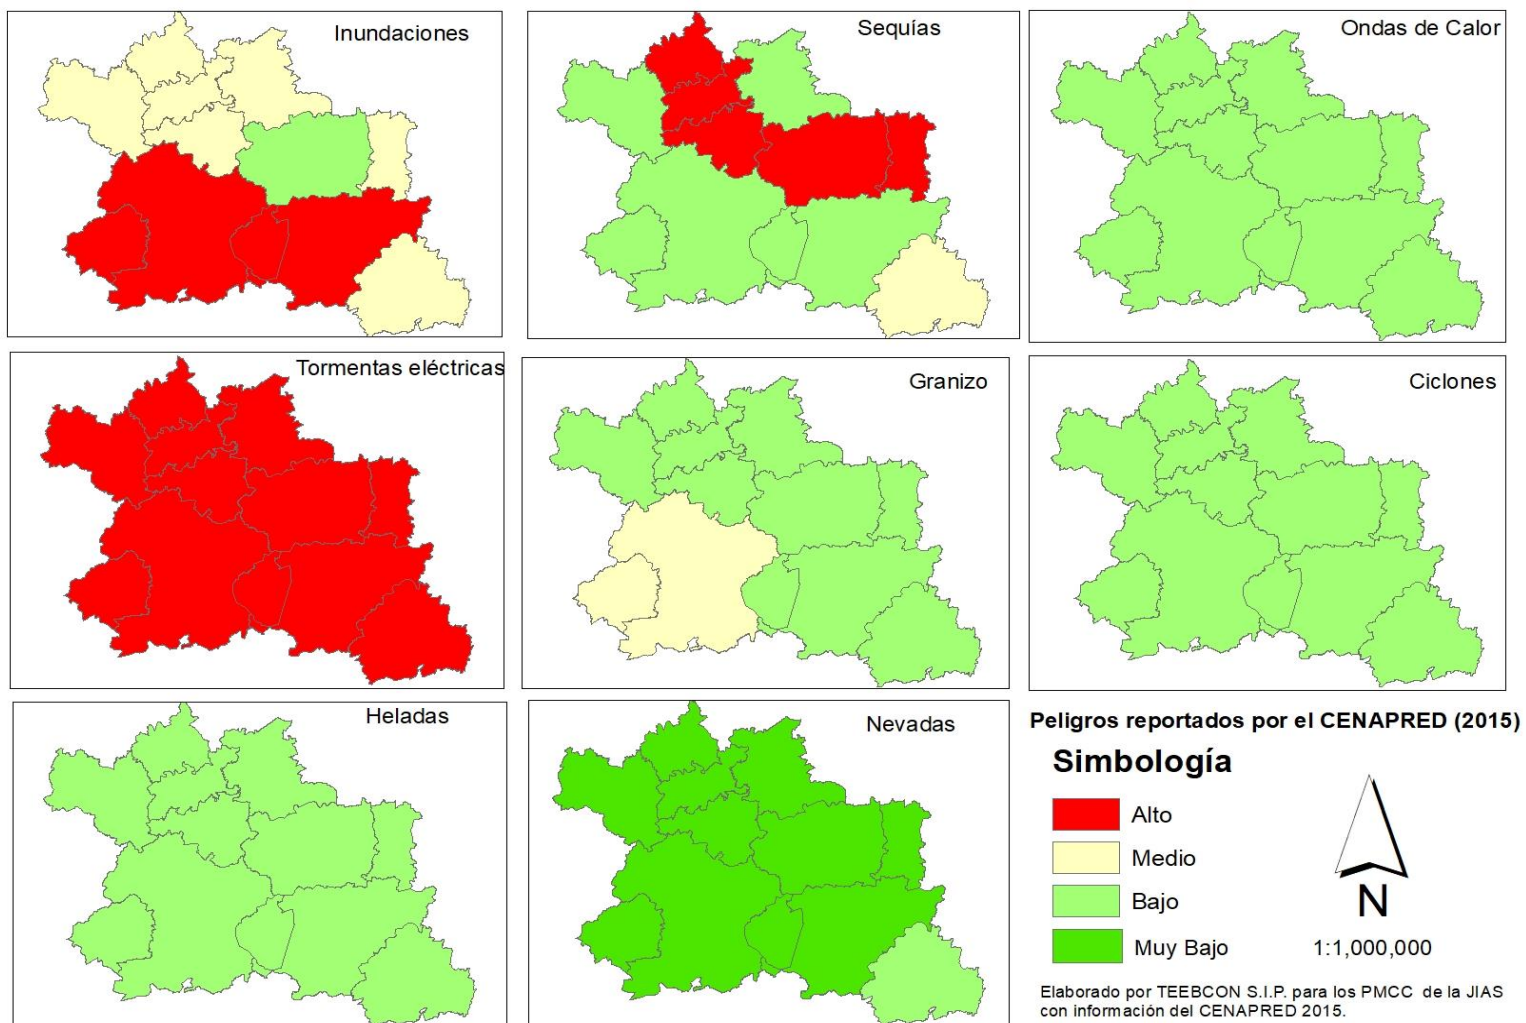 Inundaciones
Sequías
Ondas de Calor
Tormentas eléctricas
Granizo
Ciclones
Heladas
Nevadas
Peligros reportados por el CENAPRED (2015)
Simbología
Alto
Medio
Bajo
Muy Bajo
N
1:1,000,000
Elaborado por TEEBCON S.I.P. para los PMCC de la JIAS
con información del CENAPRED 2015.